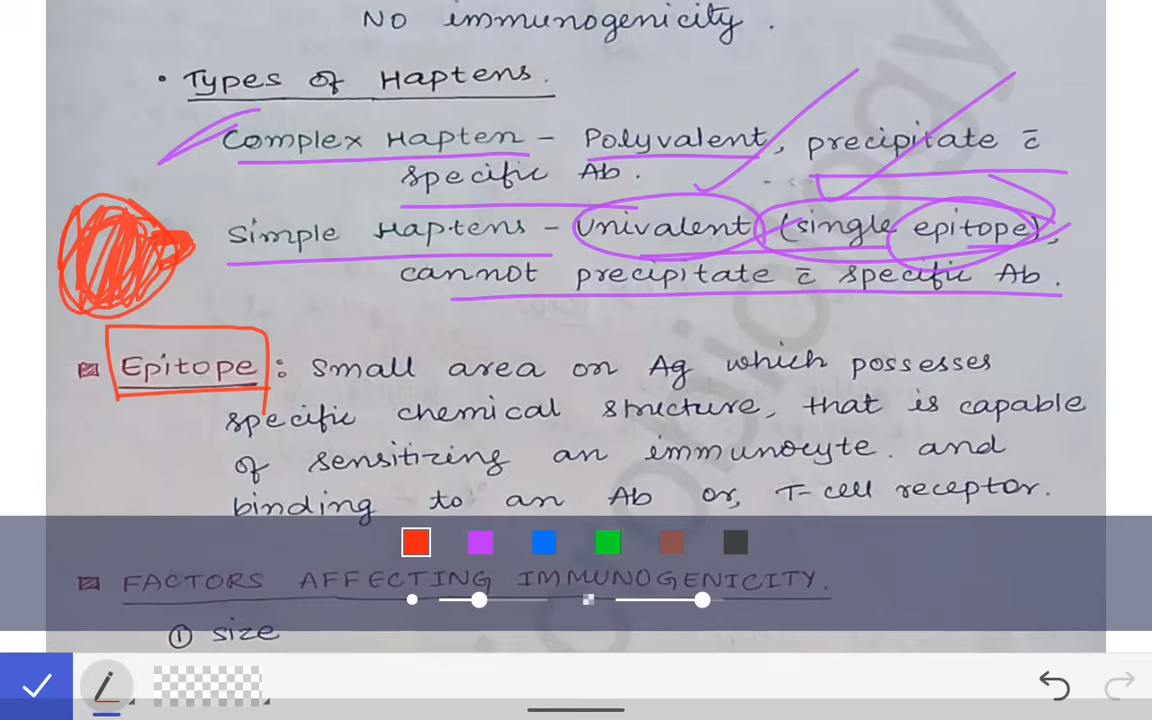 No immunogenicity.
• Types of Haptens.
Complex Hapten - Polyvalent, precipitate c̄
specific Ab.
Simple Haptens - Univalent (single epitope),
cannot precipitate c̄ specific Ab.
Epitope: Small area on Ag which possesses
specific chemical structure, that is capable
of sensitizing an immunocyte and
binding to an Ab or, T-cell receptor.
FACTORS AFFECTING IMMUNOGENICITY.
① size